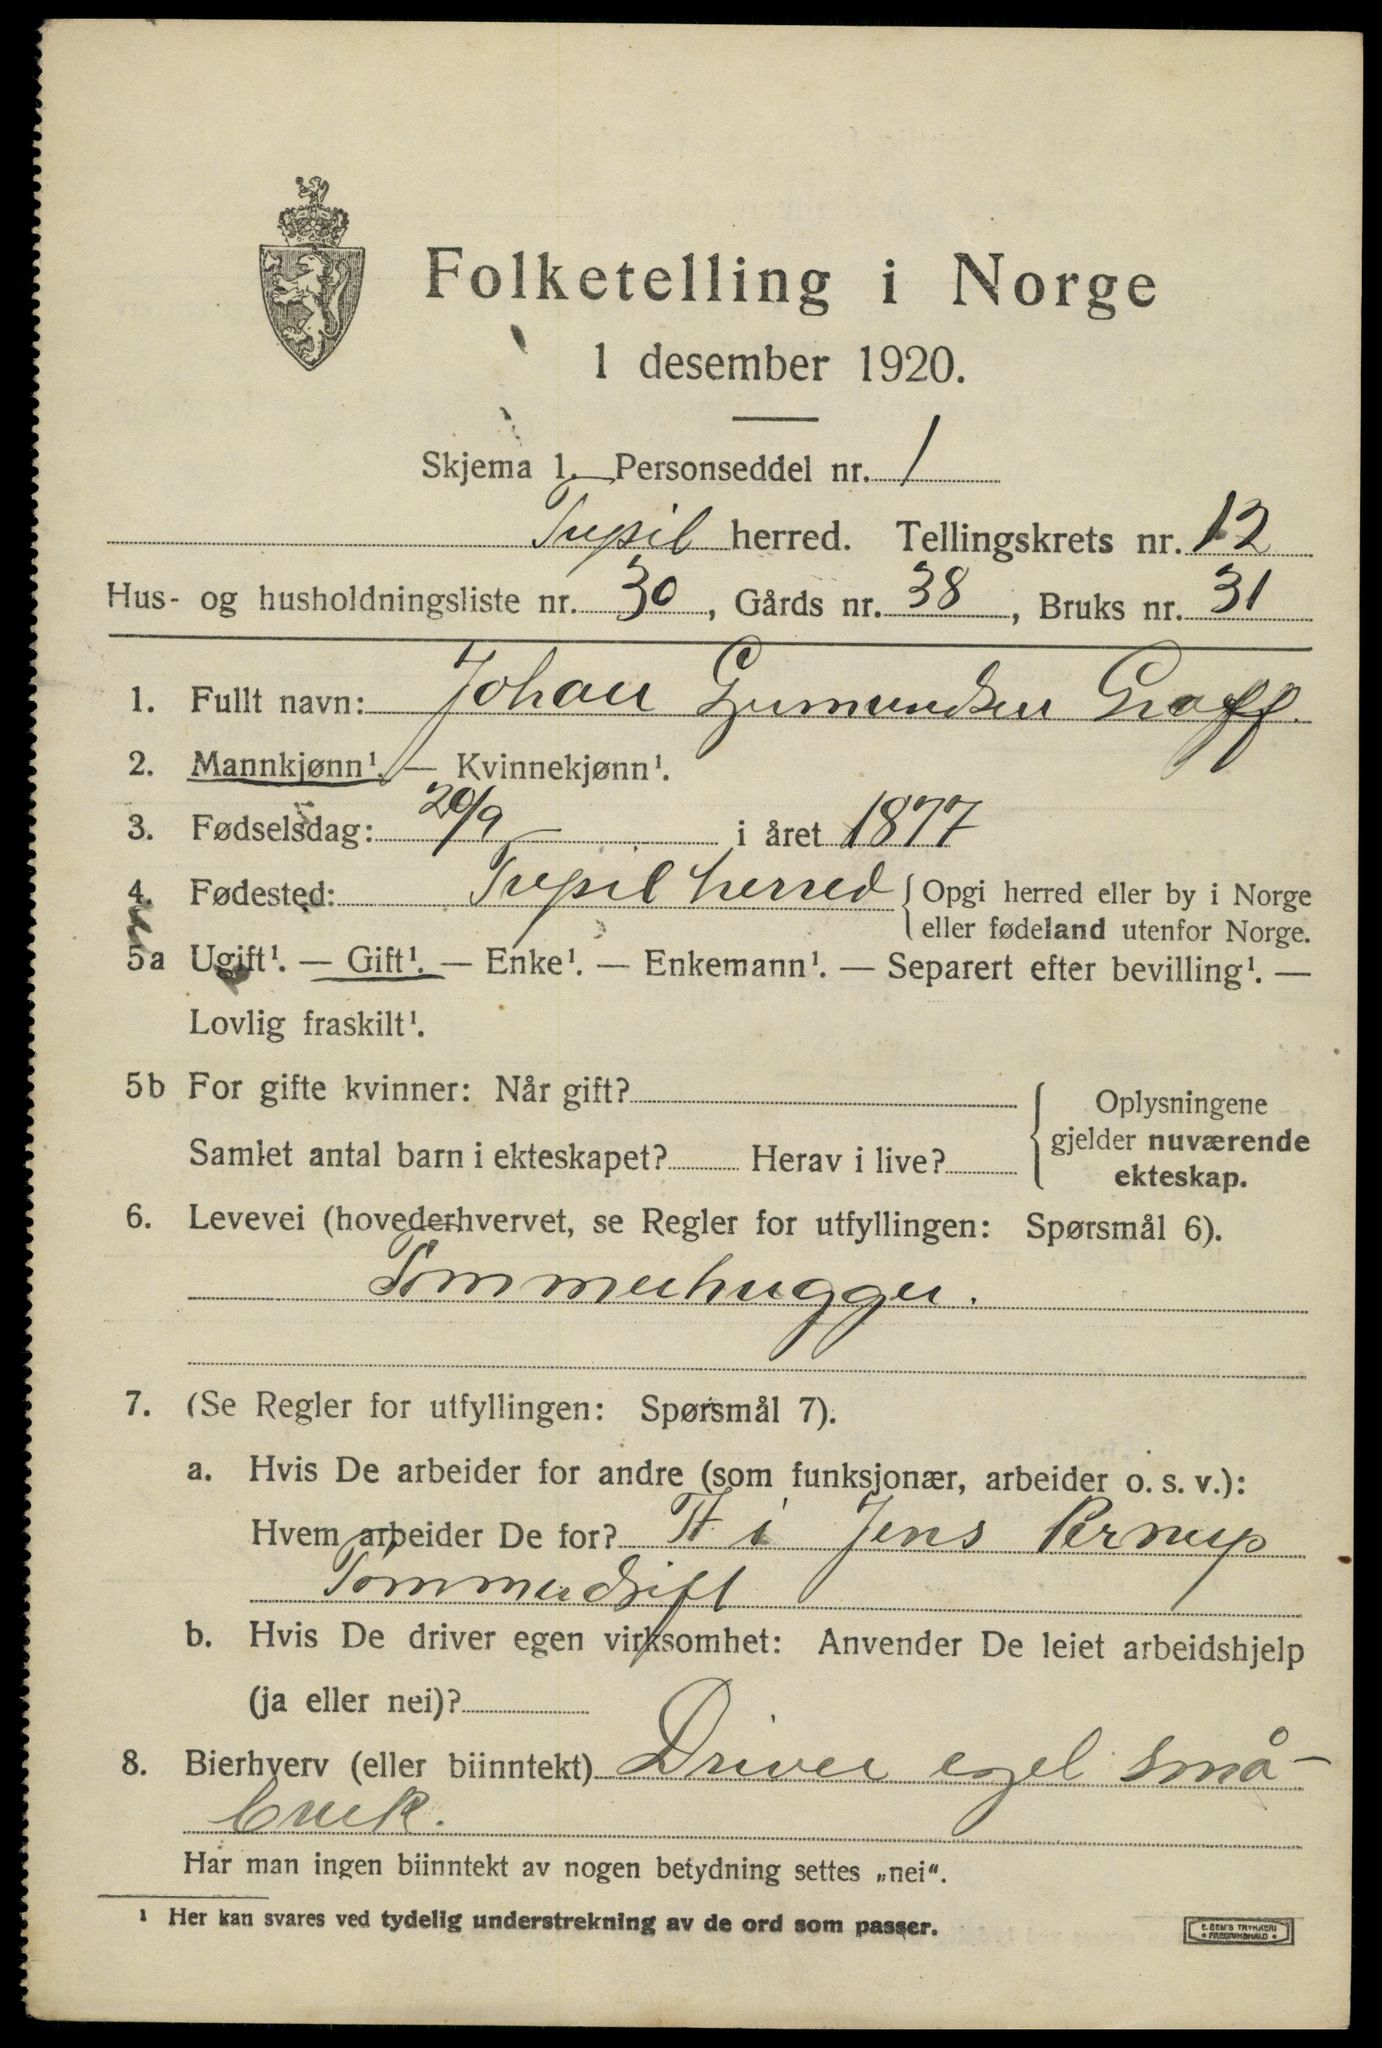 Folketelling i Norge
1 desember 1920.
Skjema 1. Personseddel nr. 1
Trysil herred. Tellingskrets nr. 12
Hus- og husholdningsliste nr. 30, Gårds nr. 38, Bruks nr. 31
1. Fullt navn: Johan Gjermundsen Graff.
2. Mannkjønn¹. — Kvinnekjønn¹.
3. Fødselsdag: 20/9 i året 1877
4. Fødested: Trysil herred { Opgi herred eller by i Norge
eller fødeland utenfor Norge.
5a Ugift¹. — Gift¹. — Enke¹. — Enkemann¹. — Separert efter bevilling¹. —
Lovlig fraskilt¹.
5b For gifte kvinner: Når gift?
Samlet antal barn i ekteskapet? Herav i live?
{ Oplysningene
gjelder nuværende
ekteskap.
6. Levevei (hovederhvervet, se Regler for utfyllingen: Spørsmål 6).
Tømmerhugger.
7. (Se Regler for utfyllingen: Spørsmål 7).
a. Hvis De arbeider for andre (som funksjonær, arbeider o. s. v.):
Hvem arbeider De for? i Jens
Tømmerdrift
b. Hvis De driver egen virksomhet: Anvender De leiet arbeidshjelp
(ja eller nei)?
8. Bierhverv (eller biinntekt) Driver eget små-
bruk.
Har man ingen biinntekt av nogen betydning settes „nei“.
¹ Her kan svares ved tydelig understrekning av de ord som passer.
E. SEM'S TRYKKERI
• FREDRIKSHALD •